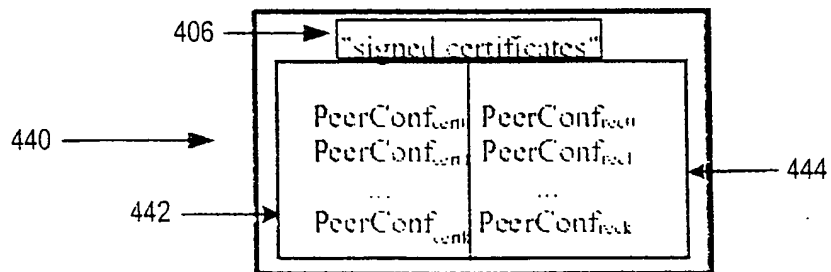 406
"signed certificates"
PeerConf PeerConf
440
PeerConf PeerConf
444
... ...
442
PeerConf PeerConf